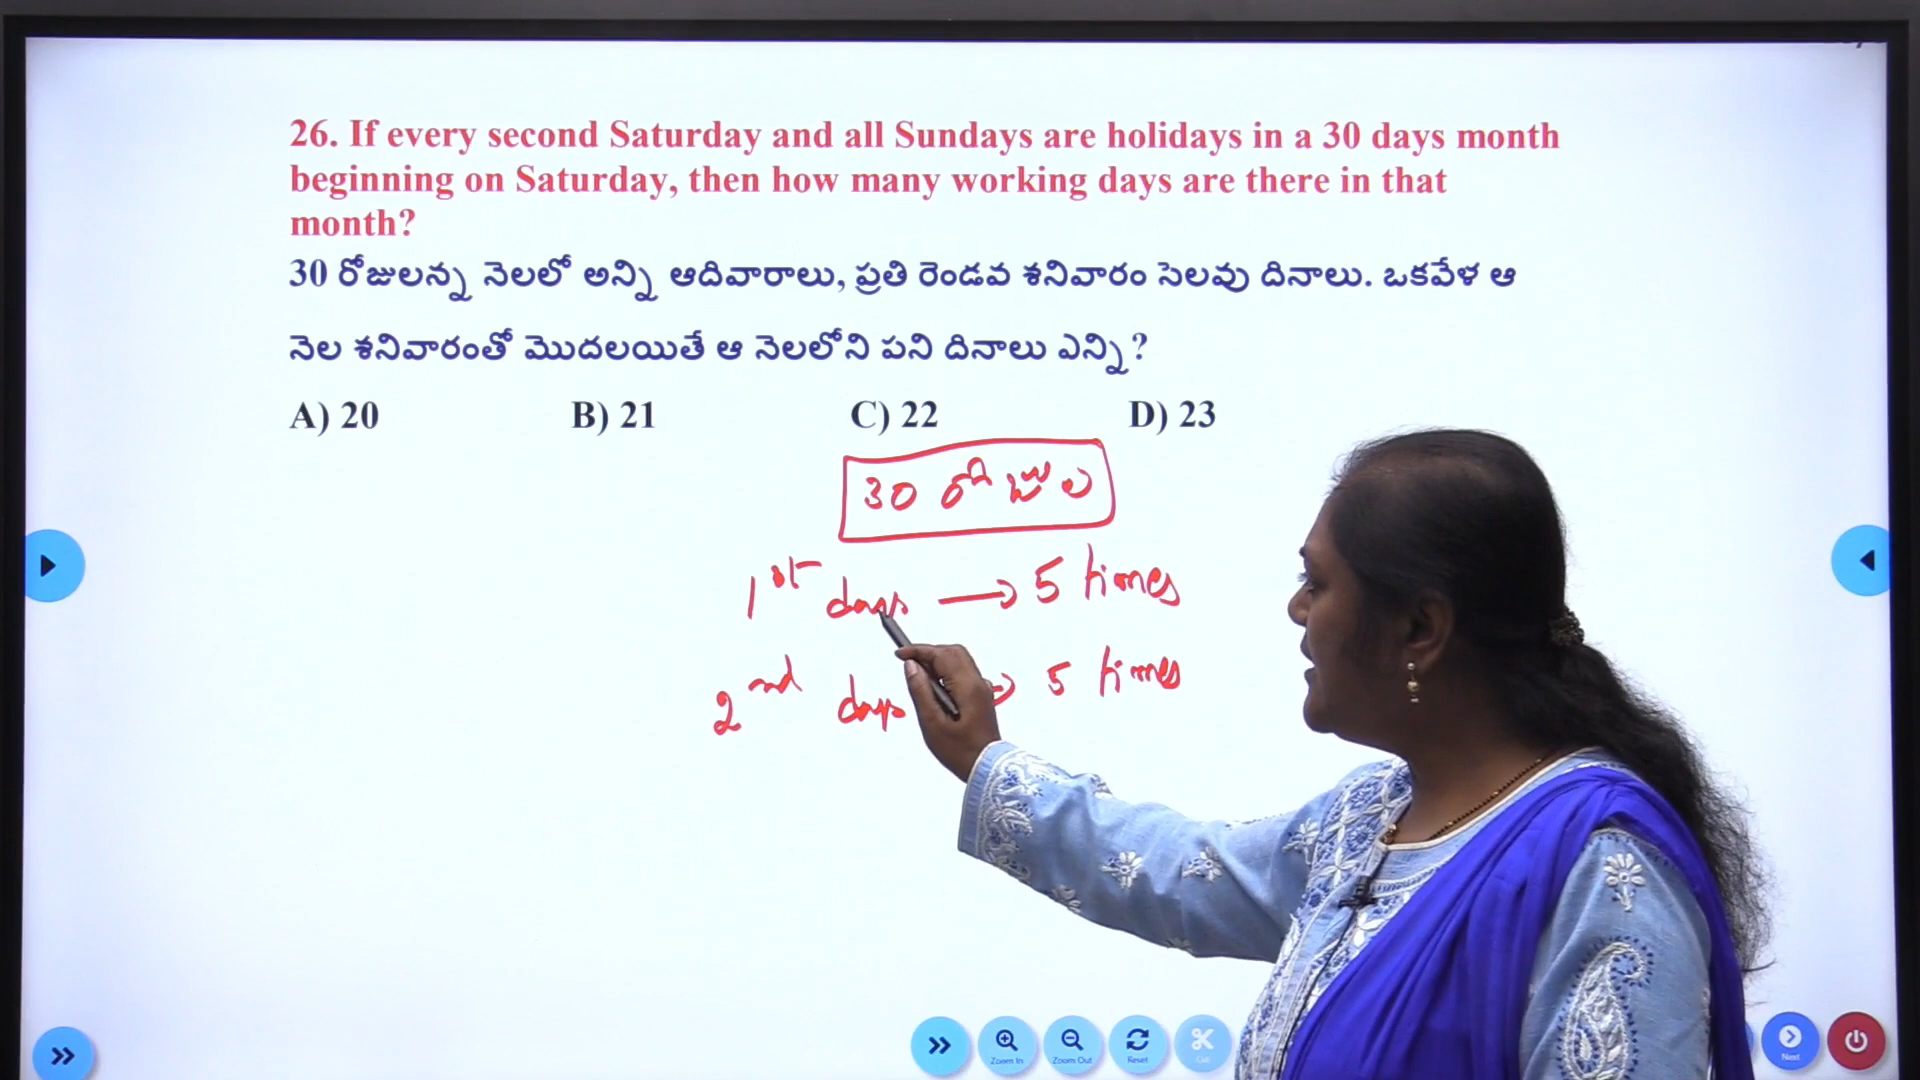 26. If every second Saturday and all Sundays are holidays in a 30 days month
beginning on Saturday, then how many working days are there in that
month?
30 రోజులన్న నెలలో అన్ని ఆదివారాలు, ప్రతి రెండవ శనివారం సెలవు దినాలు. ఒకవేళ ఆ
నెల శనివారంతో మొదలయితే ఆ నెలలోని పని దినాలు ఎన్ని?
A) 20 B) 21 C) 22 D) 23
30 రోజుల
1st days → 5 times
2nd days → 5 times
Zoom In Zoom Out Reset Cut Next